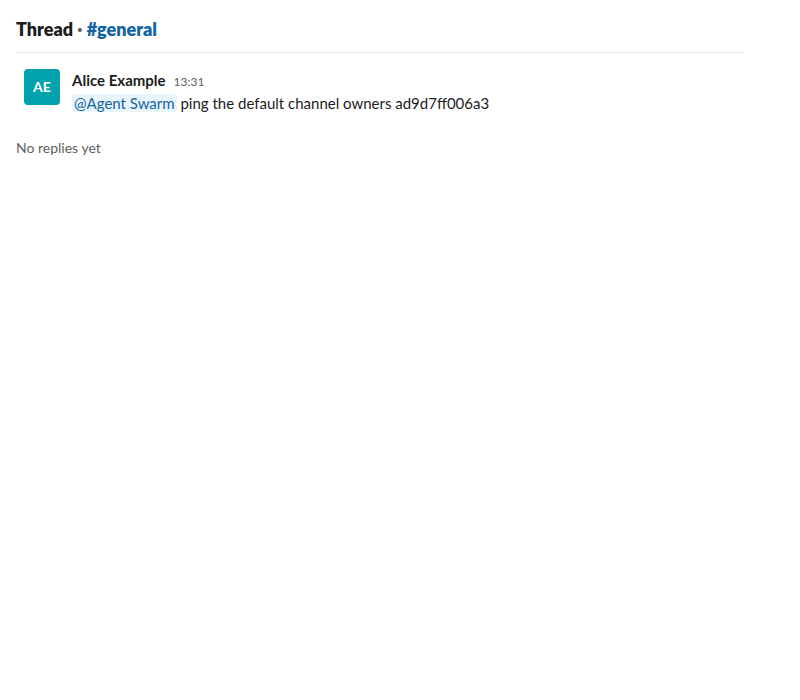 Thread • #general
AE
Alice Example 13:31
@Agent Swarm ping the default channel owners ad9d7ff006a3
No replies yet